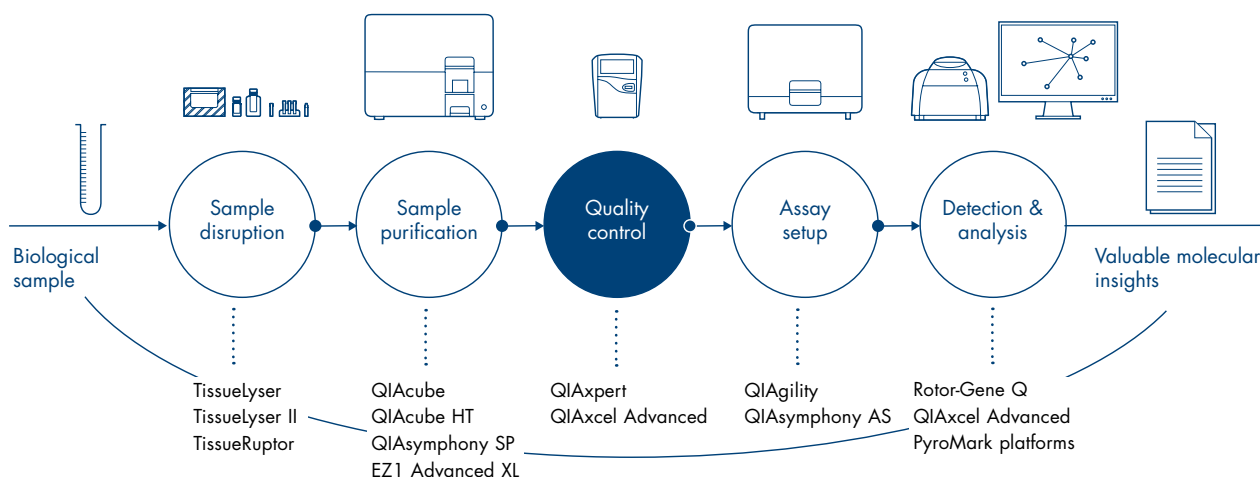 Biological
sample
Sample
disruption
Sample
purification
Quality
control
Assay
setup
Detection &
analysis
Valuable molecular
insights
TissueLyser
TissueLyser II
TissueRuptor
QIAcube
QIAcube HT
QIAsymphony SP
EZ1 Advanced XL
QIAxpert
QIAxcel Advanced
QIAgility
QIAsymphony AS
Rotor-Gene Q
QIAxcel Advanced
PyroMark platforms